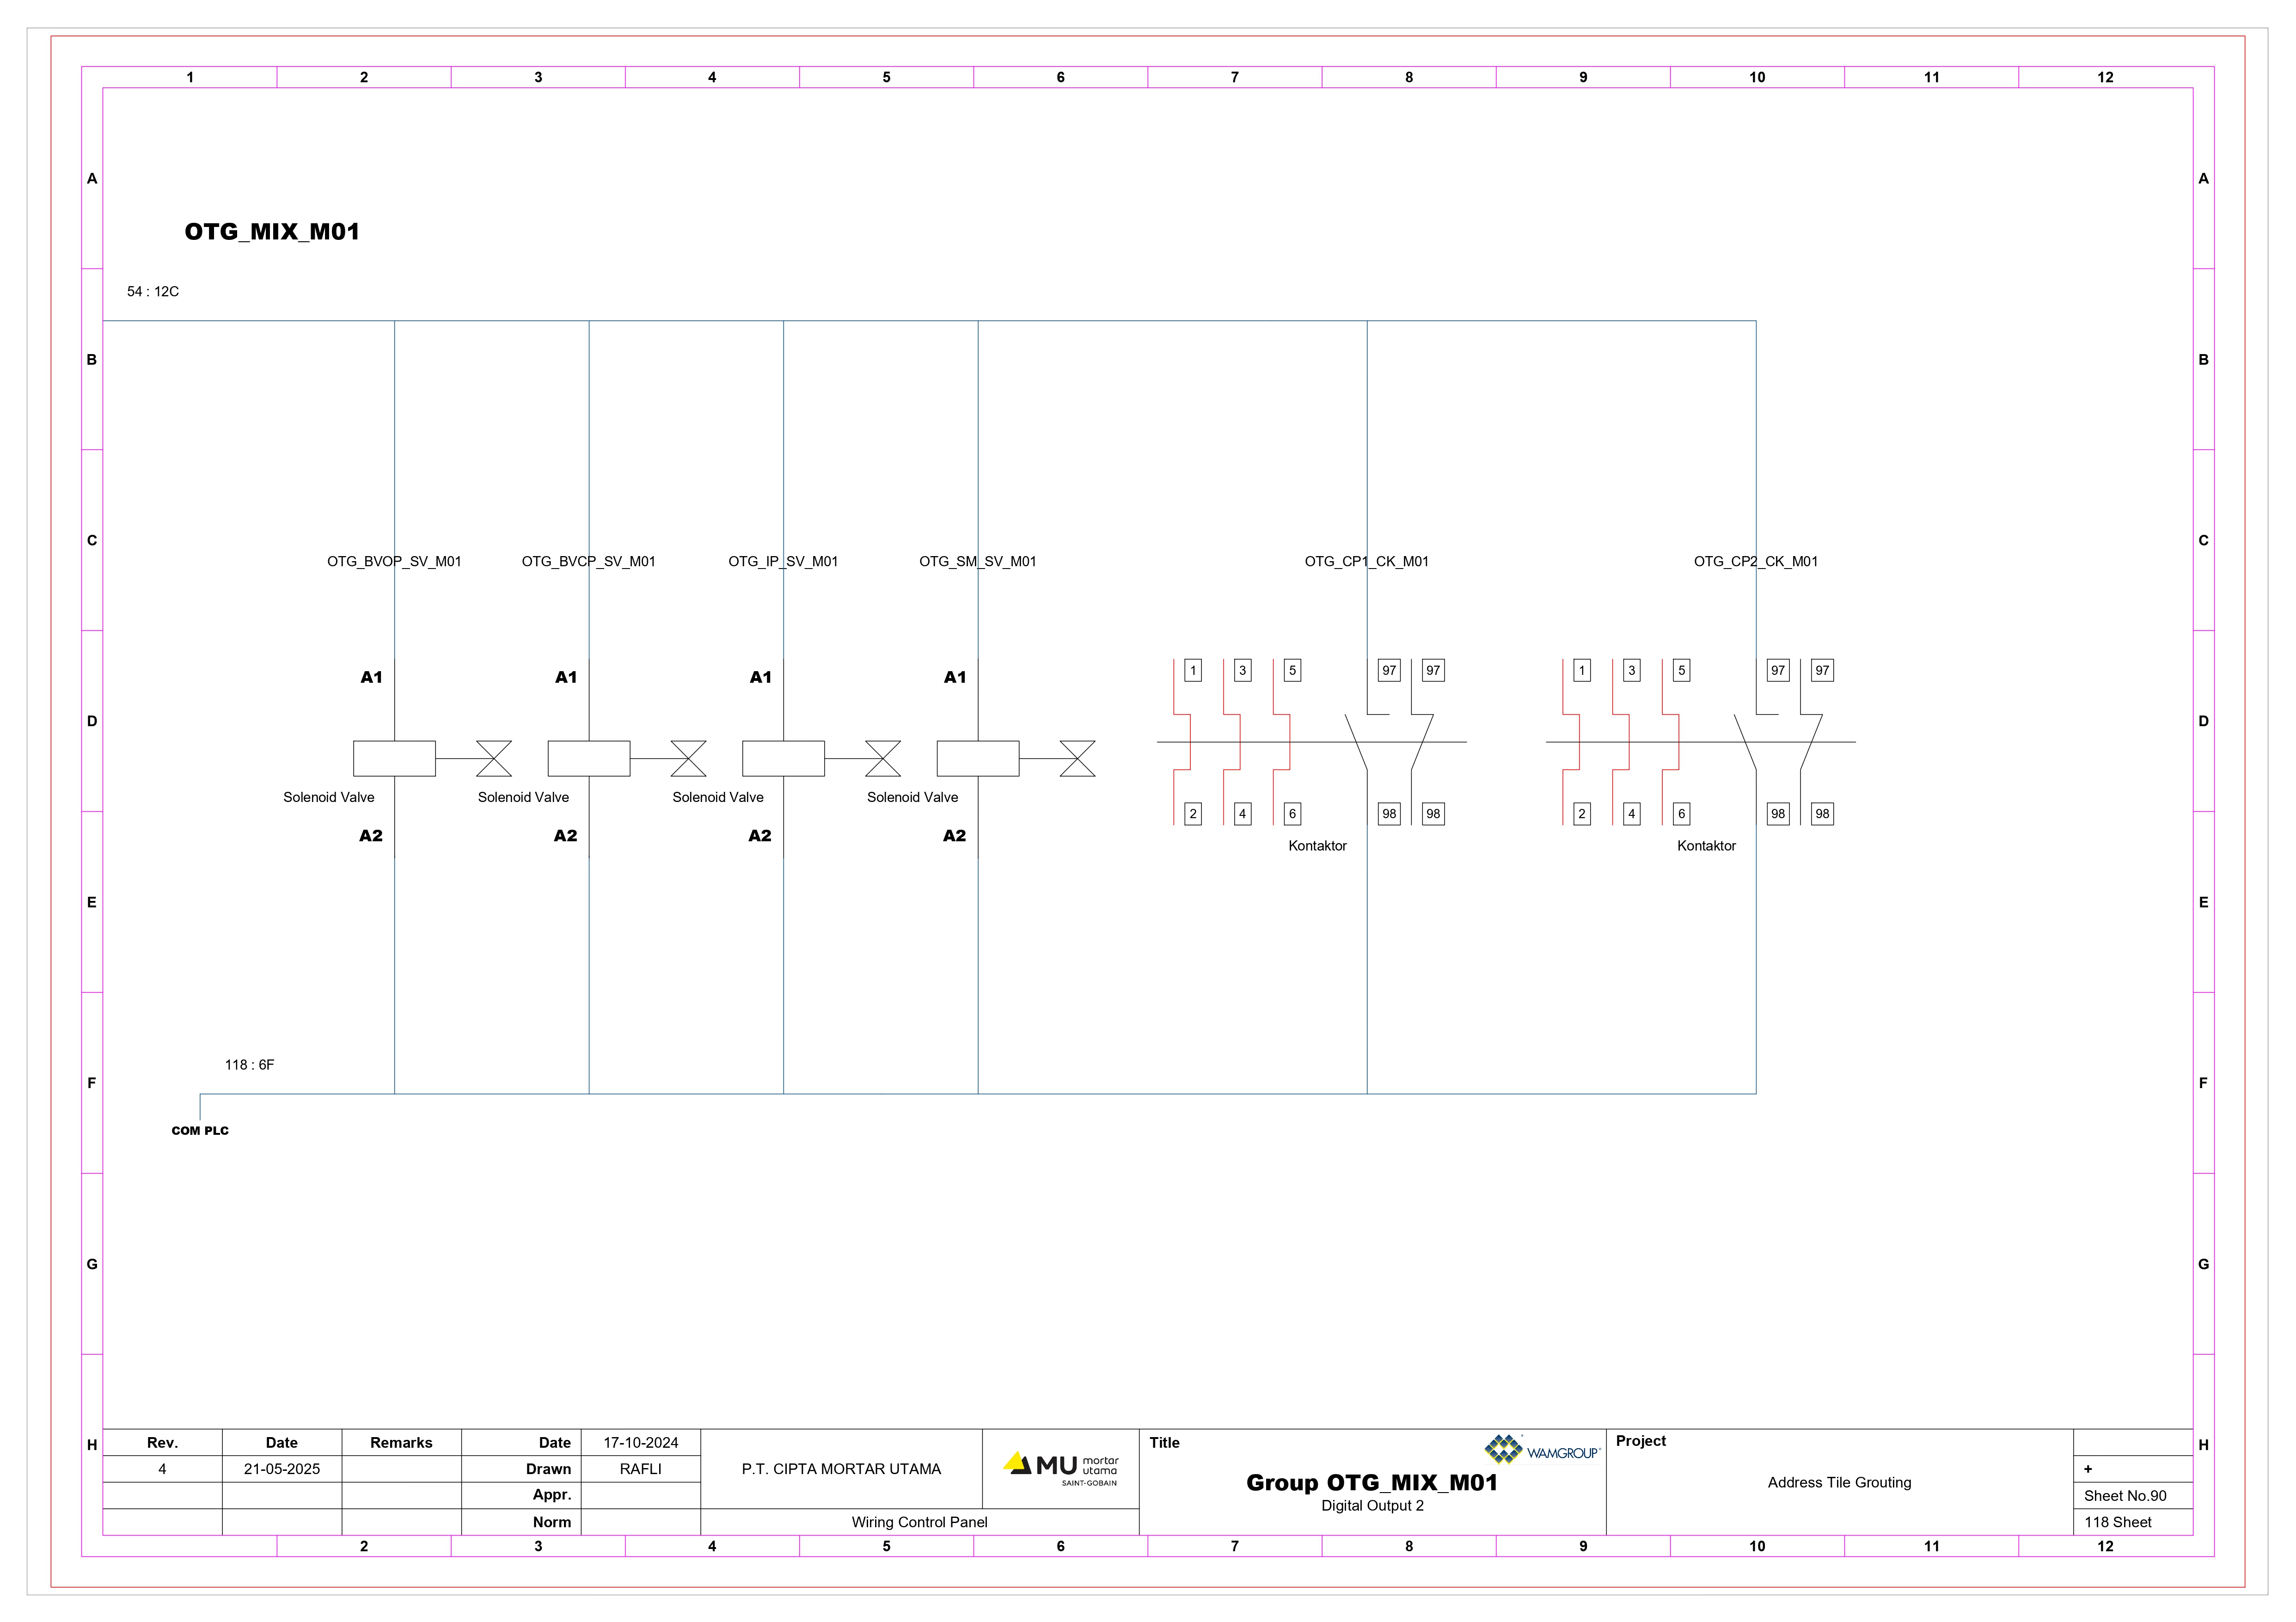 1 2 3 4 5 6 7 8 9 10 11 12
A A
OTG_MIX_M01
54 : 12C
B B
C C
OTG_BVOP_SV_M01 OTG_BVCP_SV_M01 OTG_IP_SV_M01 OTG_SM_SV_M01 OTG_CP1_CK_M01 OTG_CP2_CK_M01
A1 A1 A1 A1 1 3 5 97 97 1 3 5 97 97
D D
Solenoid Valve Solenoid Valve Solenoid Valve Solenoid Valve
2 4 6 98 98 2 4 6 98 98
A2 A2 A2 A2
Kontaktor Kontaktor
E E
118 : 6F
F F
COM PLC
G G
H H
Rev. Date Remarks Date 17-10-2024
4 21-05-2025 Drawn RAFLI
Appr.
Norm
P.T. CIPTA MORTAR UTAMA
MU mortar
utama
SAINT-GOBAIN
Wiring Control Panel
Title
WAMGROUP®
Group OTG_MIX_M01
Digital Output 2
Project
Address Tile Grouting
+
Sheet No.90
118 Sheet
2 3 4 5 6 7 8 9 10 11 12